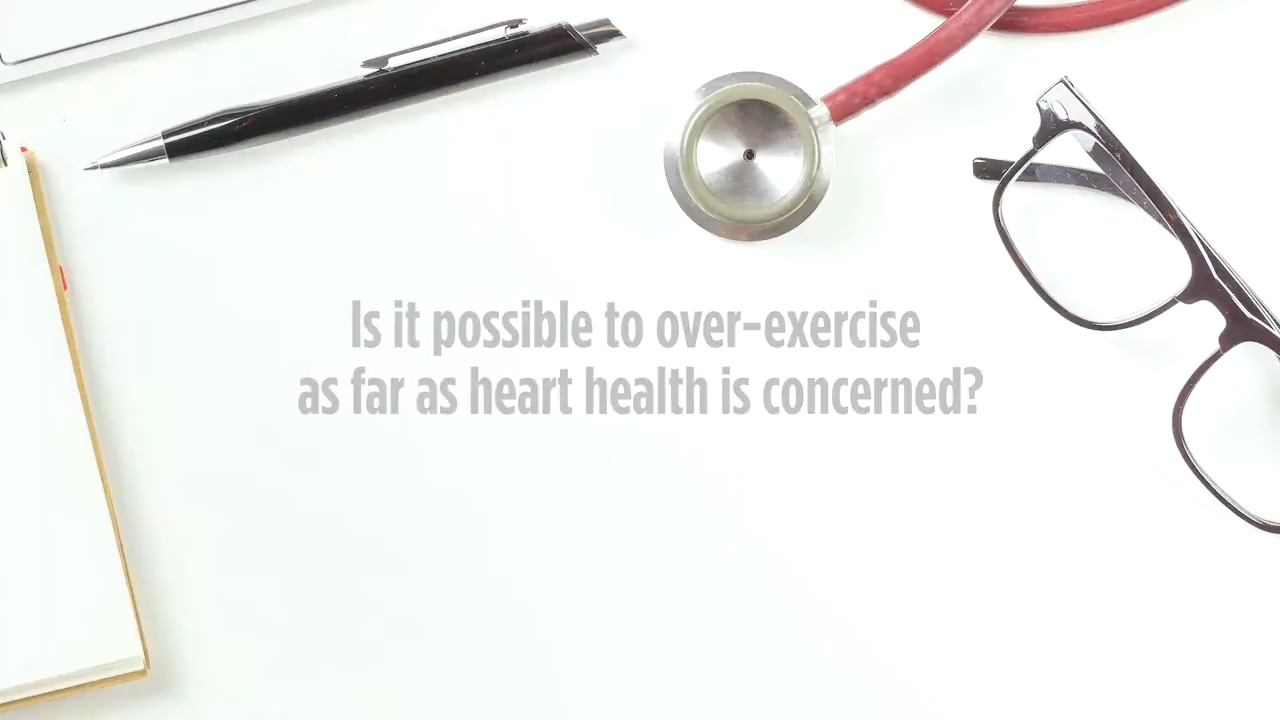 Is it possible to over-exercise
as far as heart health is concerned?